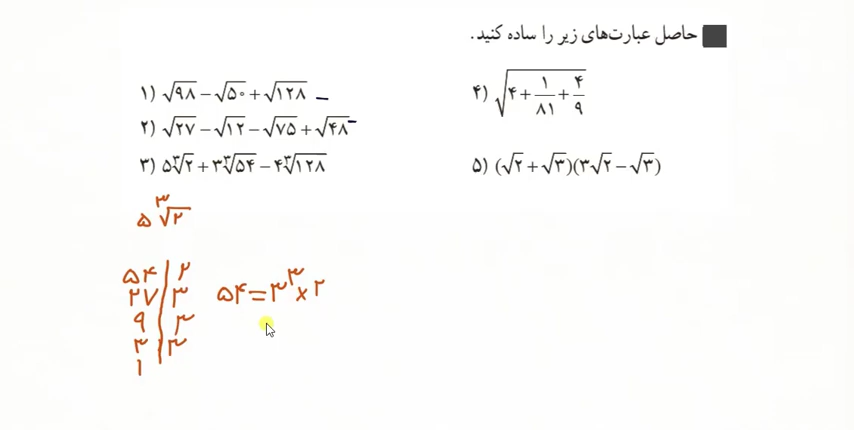 حاصل عبارت‌های زیر را ساده کنید.
۱) √۹۸ − √۵۰ + √۱۲۸
۲) √۲۷ − √۱۲ − √۷۵ + √۴۸
۳) ۵∛۲ + ۳∛۵۴ − ۴∛۱۲۸
۴) √(۴ + ۱/۸۱ + ۴/۹)
۵) (√۲ + √۳)(۳√۲ − √۳)
۵ ∛۲
۵۴ | ۲
۲۷ | ۳
۹ | ۳
۳ | ۳
۱
۵۴ = ۳^۳ × ۲